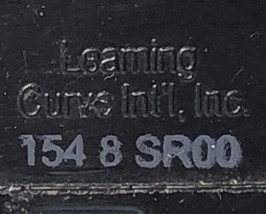 Learning
Curve Int'l, Inc.
154 8 SR00